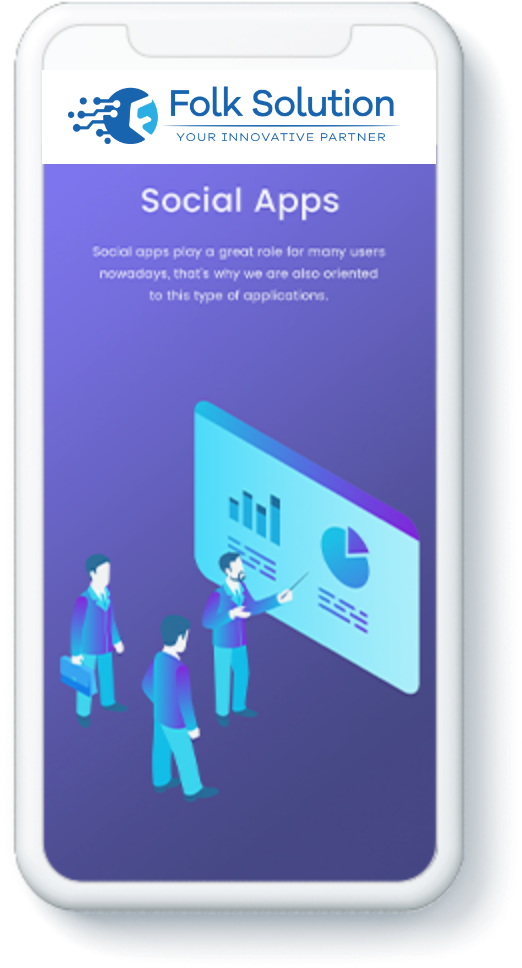 Folk Solution
YOUR INNOVATIVE PARTNER
Social Apps
Social apps play a great role for many users
nowadays, that's why we are also oriented
to this type of applications.